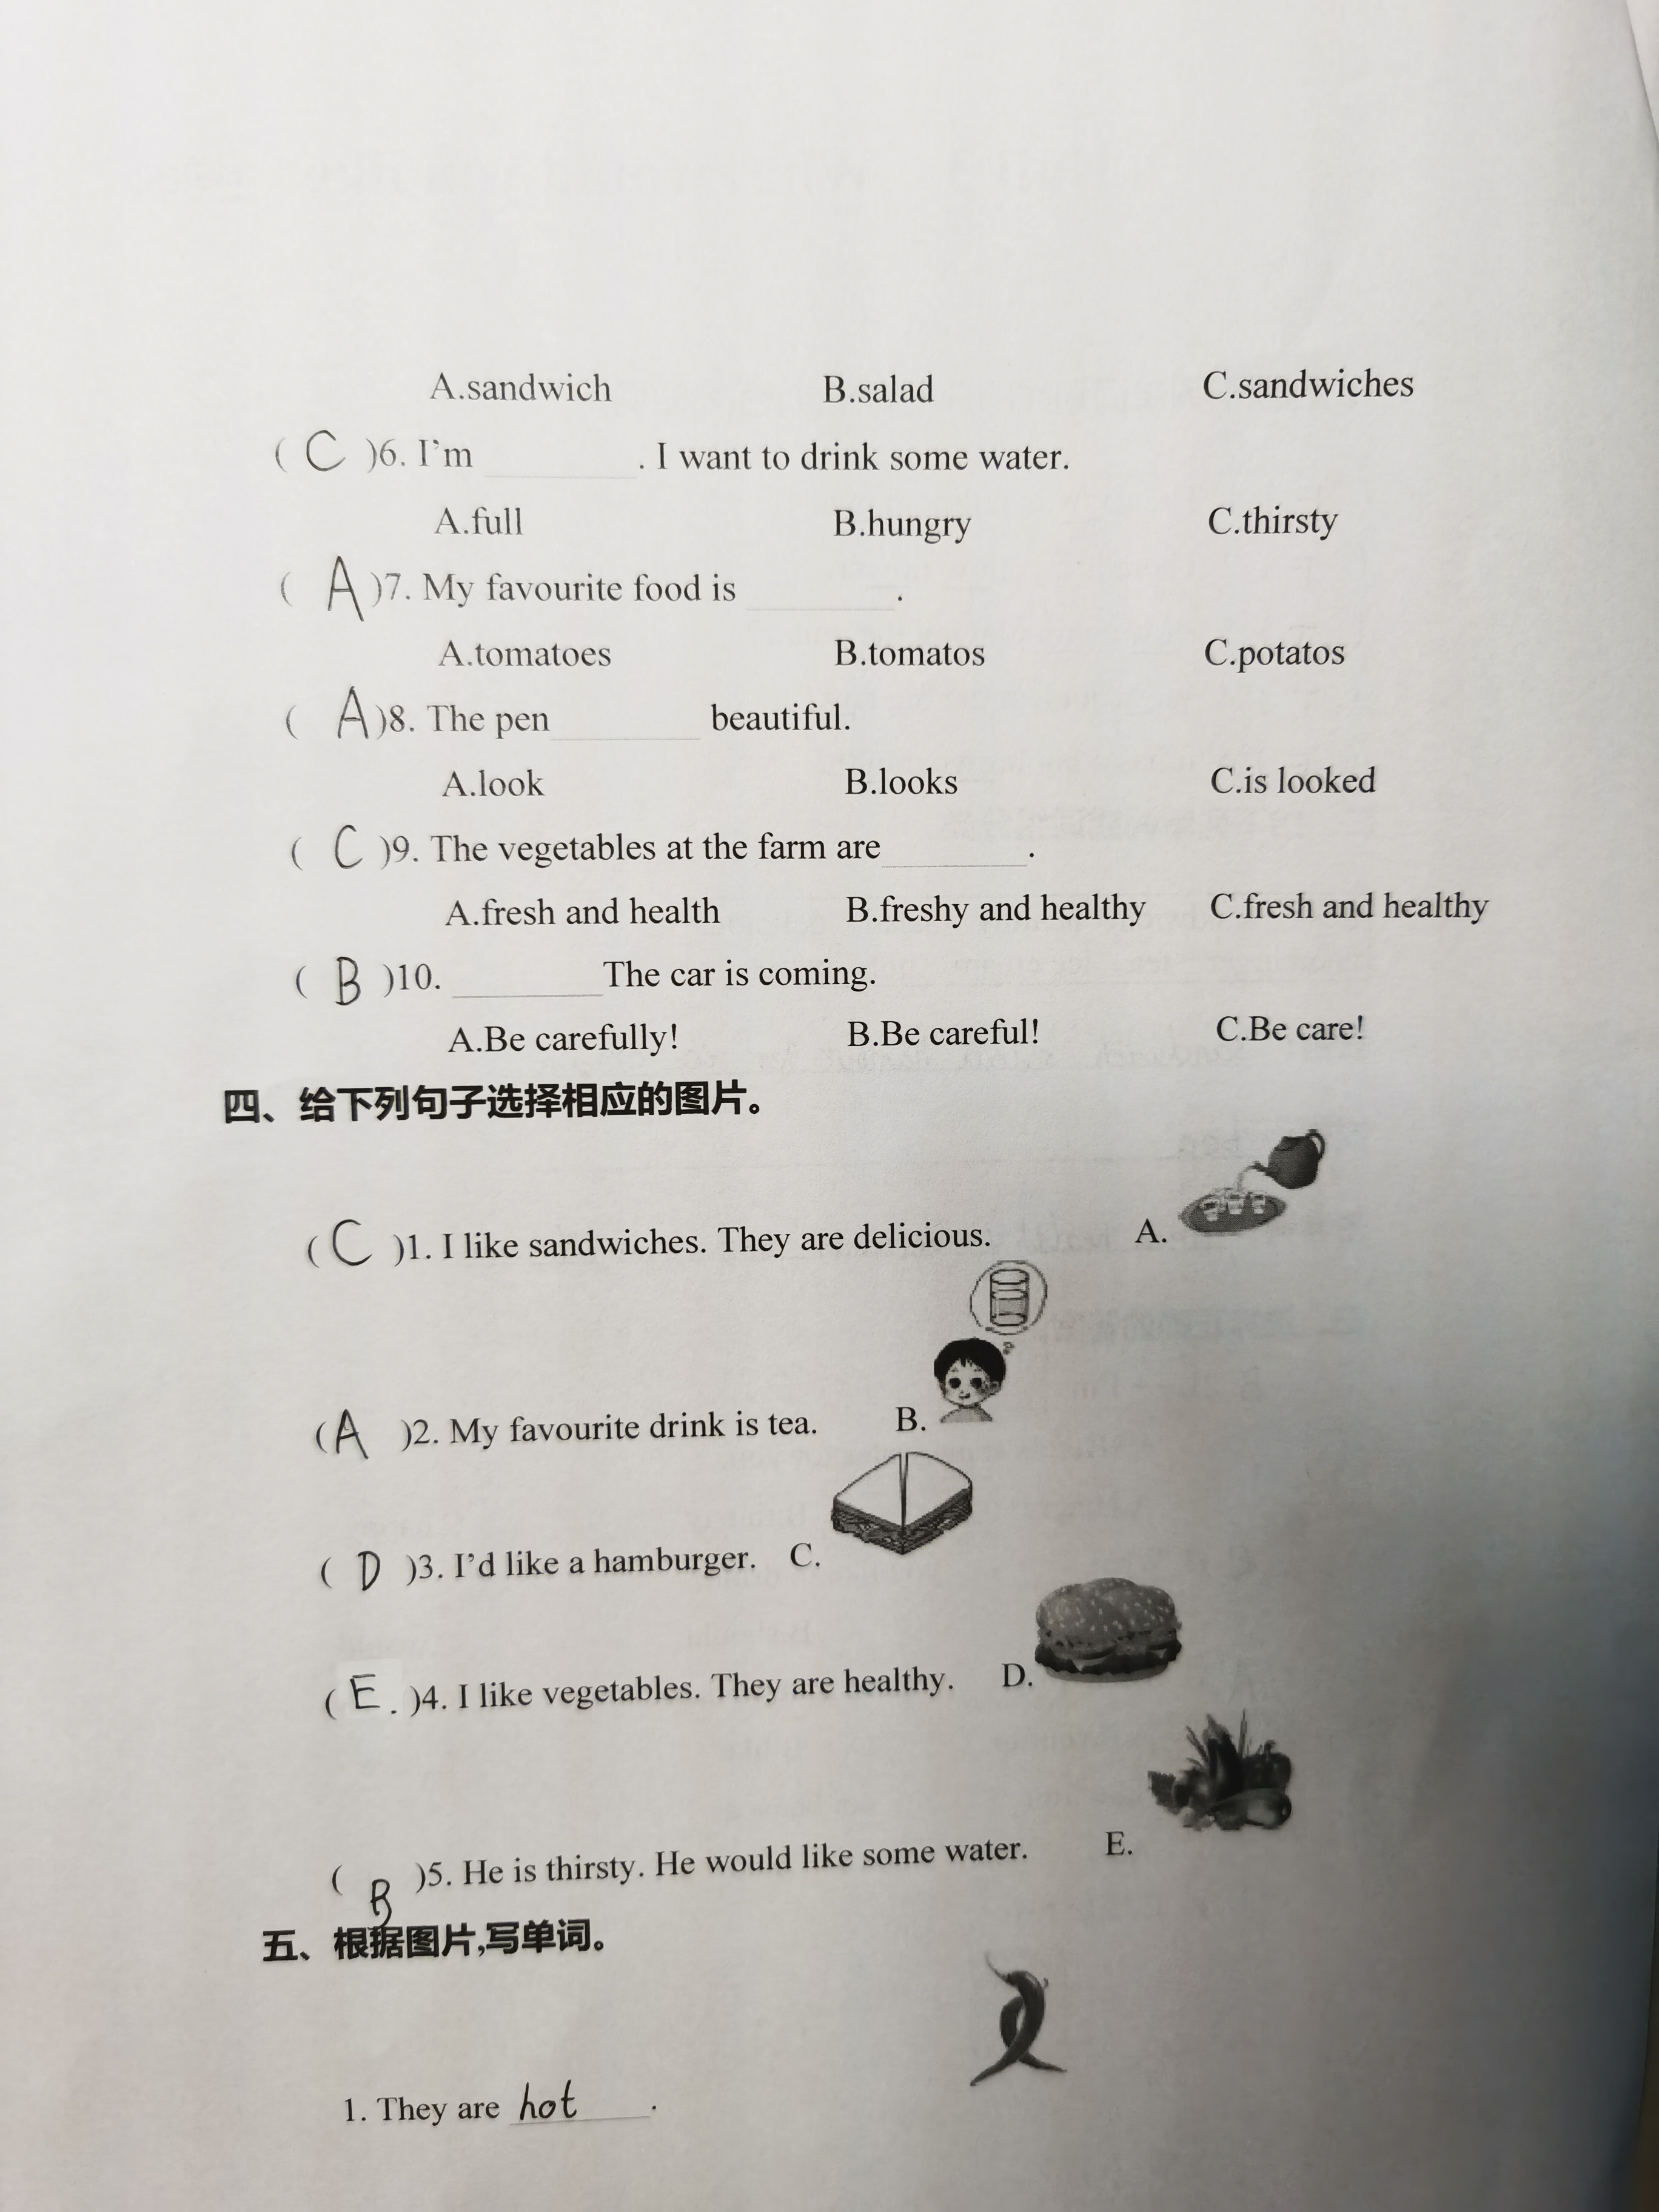 A.sandwich B.salad C.sandwiches
( C )6. I'm ______ . I want to drink some water.
A.full B.hungry C.thirsty
( A )7. My favourite food is ______ .
A.tomatoes B.tomatos C.potatos
( A )8. The pen ______ beautiful.
A.look B.looks C.is looked
( C )9. The vegetables at the farm are ______ .
A.fresh and health B.freshy and healthy C.fresh and healthy
( B )10. ______ The car is coming.
A.Be carefully! B.Be careful! C.Be care!
四、给下列句子选择相应的图片。
( C )1. I like sandwiches. They are delicious. A.
( A )2. My favourite drink is tea. B.
( D )3. I'd like a hamburger. C.
( E . )4. I like vegetables. They are healthy. D.
( B )5. He is thirsty. He would like some water. E.
五、根据图片,写单词。
1. They are hot .